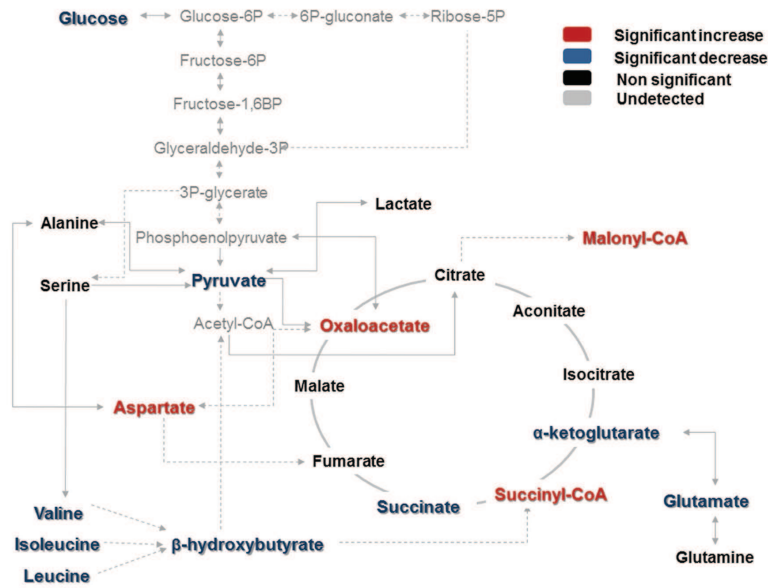 Glucose
Glucose-6P
6P-gluconate
Ribose-5P
Significant increase
Significant decrease
Non significant
Undetected
Fructose-6P
Fructose-1,6BP
Glyceraldehyde-3P
3P-glycerate
Lactate
Alanine
Phosphoenolpyruvate
Malonyl-CoA
Citrate
Serine
Pyruvate
Aconitate
Acetyl-CoA
Oxaloacetate
Isocitrate
Malate
Aspartate
α-ketoglutarate
Fumarate
Succinyl-CoA
Succinate
Glutamate
Valine
Isoleucine
β-hydroxybutyrate
Glutamine
Leucine